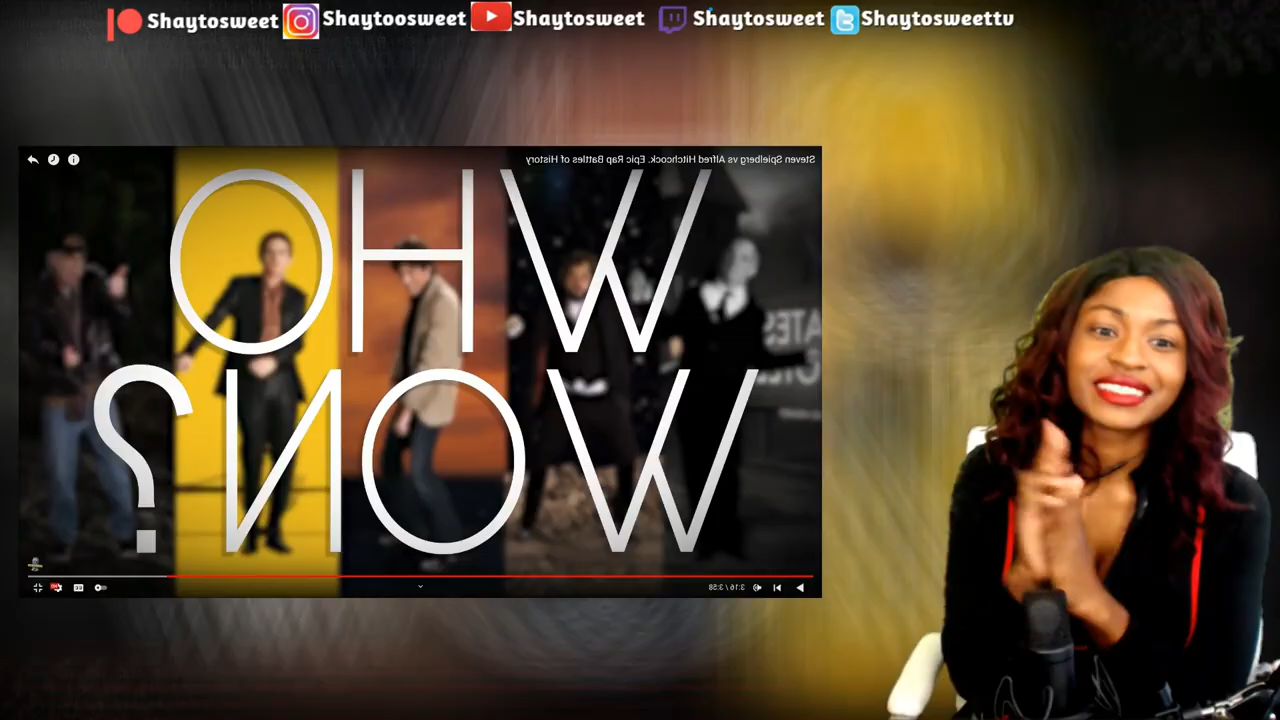 Shaytosweet Shaytoosweet Shaytosweet Shaytosweet Shaytosweettv
Steven Spielberg vs Alfred Hitchcock. Epic Rap Battles of History
WHO
WON?
3:16 / 3:58